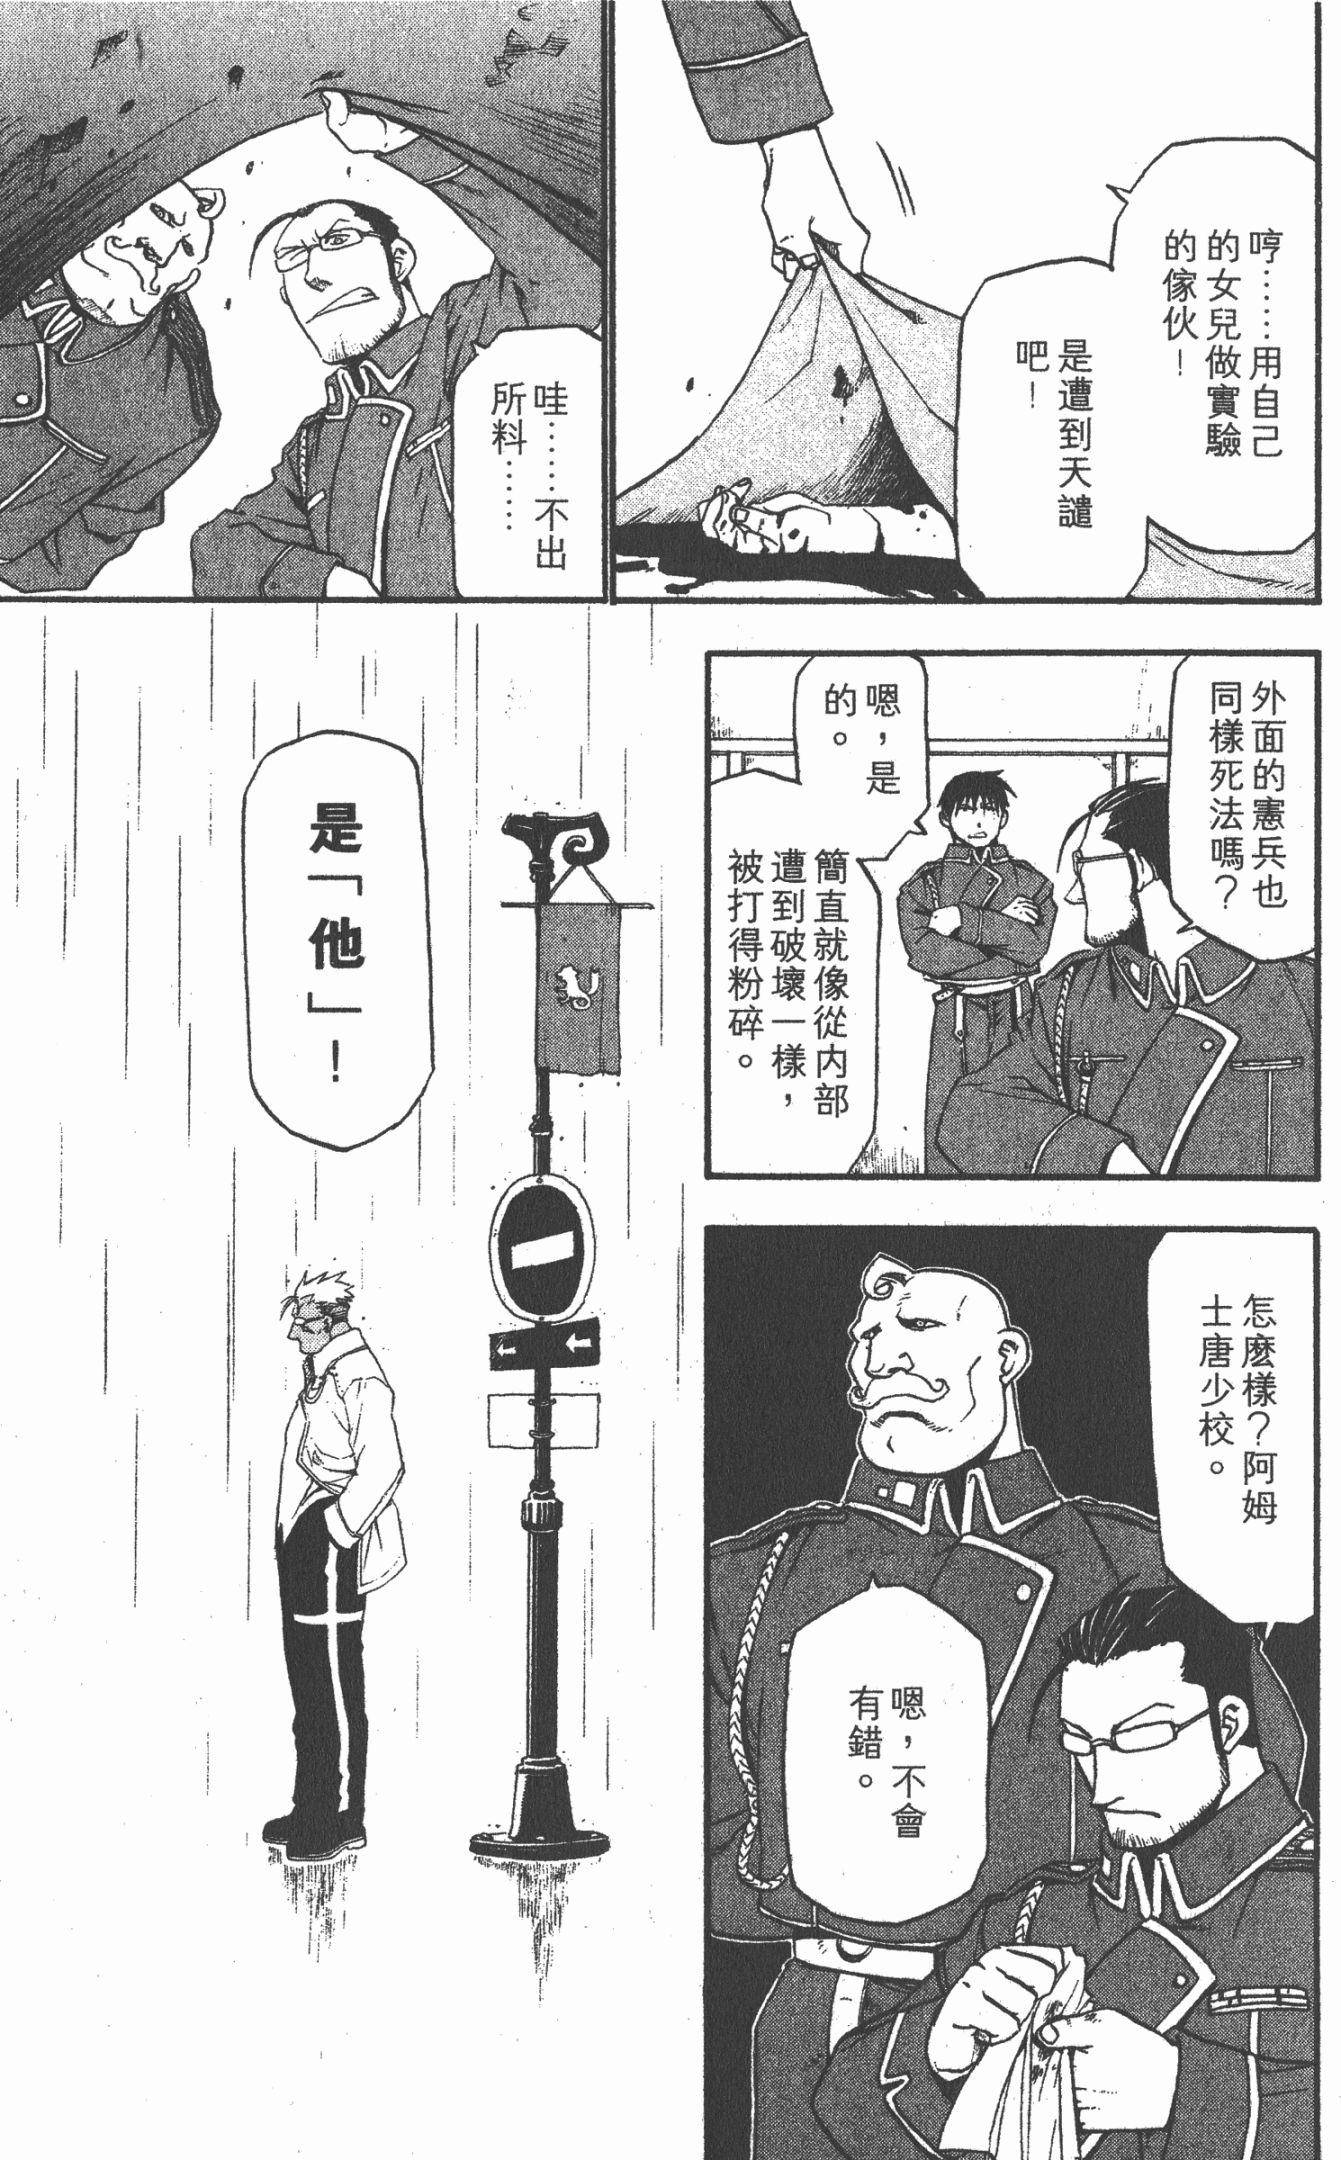 哼……用自己
的女兒做實驗
的傢伙！
是遭到天譴
吧！
哇……不出
所料……
外面的憲兵也
同樣死法嗎？
嗯，是
的。
簡直就像從內部
遭到破壞一樣，
被打得粉碎。
怎麼樣？阿姆
士唐少校。
嗯，不會
有錯。
是「他」！